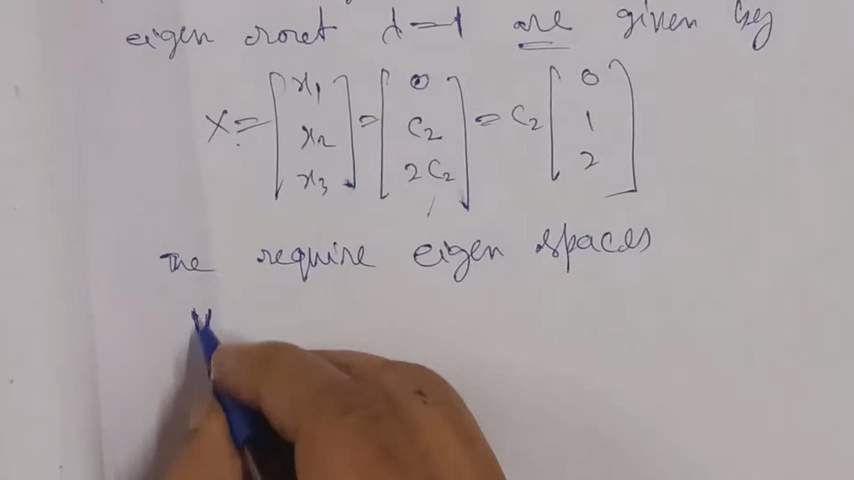 eigen root λ=1 are given by
X = [x1 x2 x3] = [0 c2 2c2] = c2 [0 1 2]
The require eigen spaces